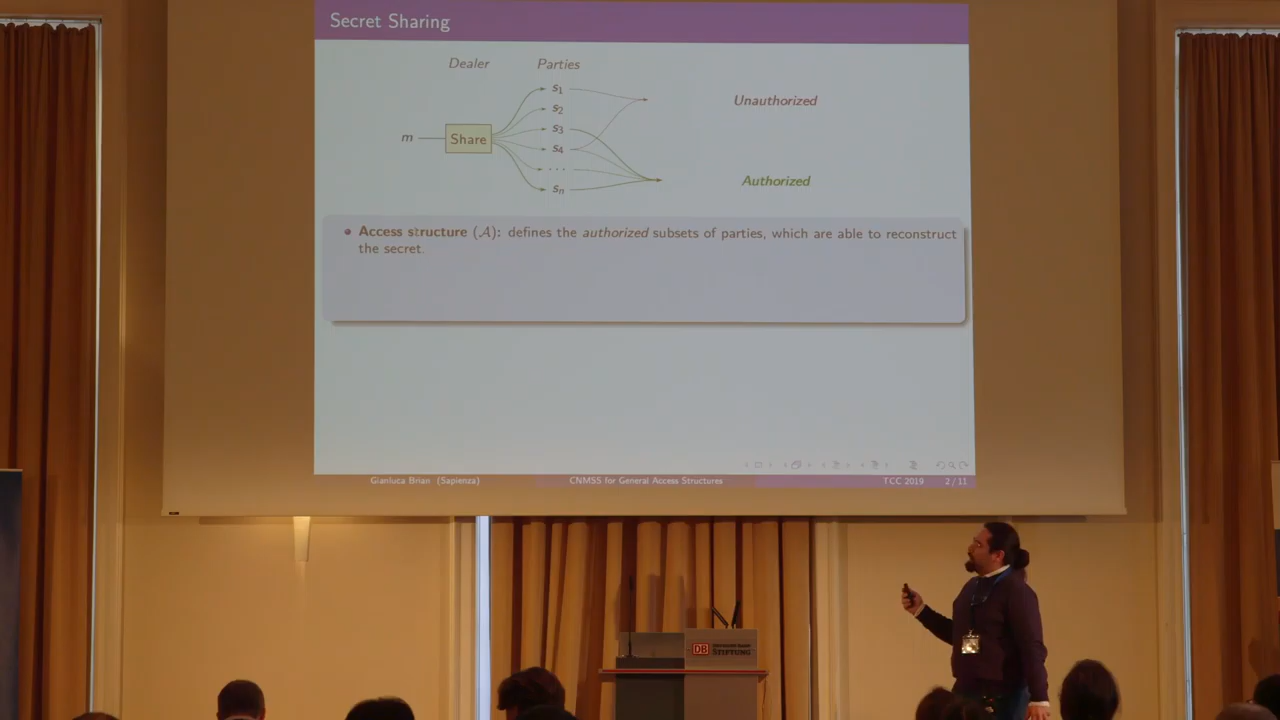 Secret Sharing
Dealer
Parties
m
Share
s1
s2
s3
s4
...
sn
Unauthorized
Authorized
• Access structure (𝒜): defines the authorized subsets of parties, which are able to reconstruct
the secret.
Gianluca Brian (Sapienza)
CNMSS for General Access Structures
TCC 2019
2 / 11
DB
STIFTUNG